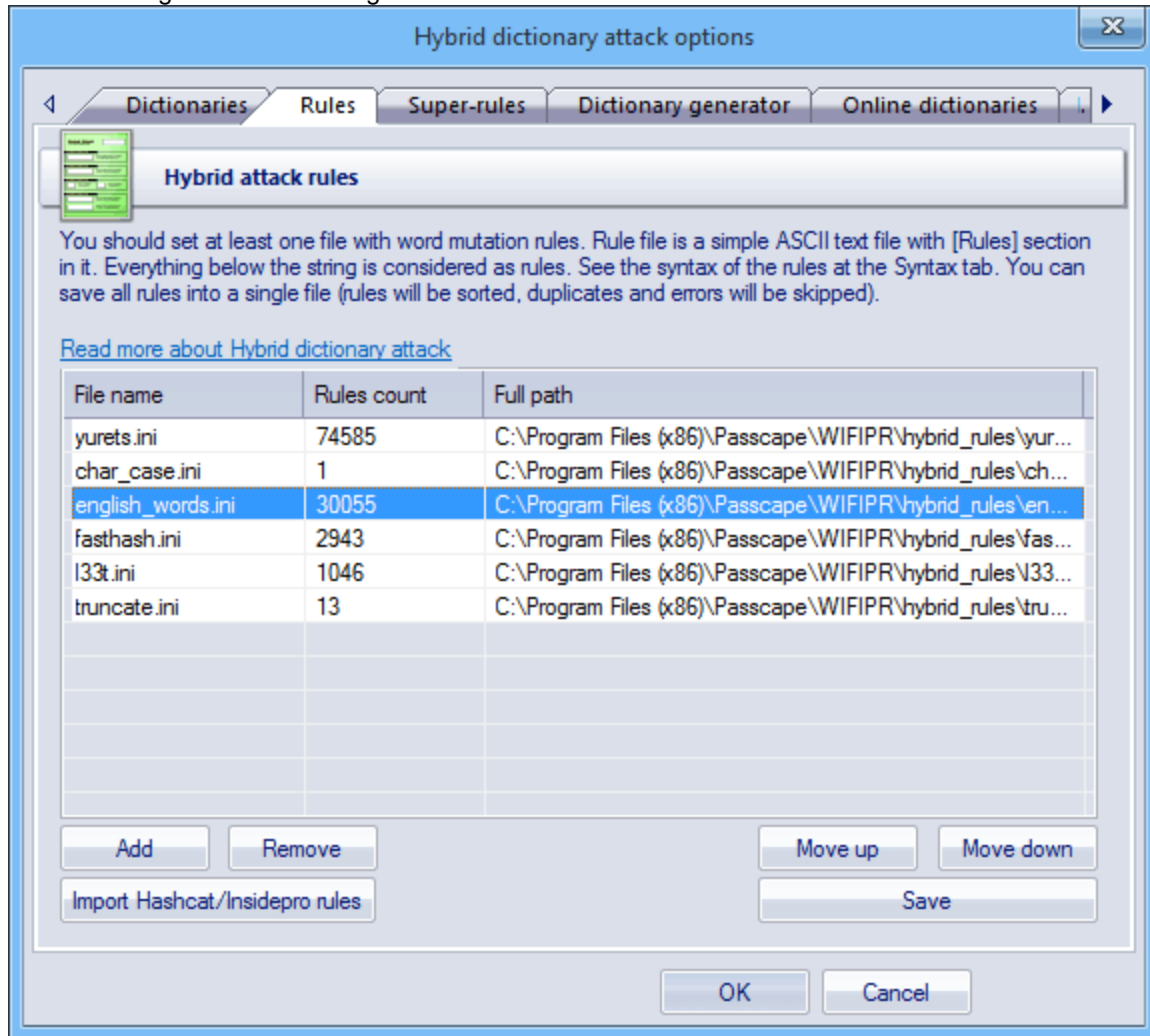 Hybrid dictionary attack options
Dictionaries Rules Super-rules Dictionary generator Online dictionaries
Hybrid attack rules
You should set at least one file with word mutation rules. Rule file is a simple ASCII text file with [Rules] section
in it. Everything below the string is considered as rules. See the syntax of the rules at the Syntax tab. You can
save all rules into a single file (rules will be sorted, duplicates and errors will be skipped).
Read more about Hybrid dictionary attack
File name Rules count Full path
yurets.ini 74585 C:\Program Files (x86)\Passcape\WIFIPR\hybrid_rules\yur...
char_case.ini 1 C:\Program Files (x86)\Passcape\WIFIPR\hybrid_rules\ch...
english_words.ini 30055 C:\Program Files (x86)\Passcape\WIFIPR\hybrid_rules\en...
fasthash.ini 2943 C:\Program Files (x86)\Passcape\WIFIPR\hybrid_rules\fas...
l33t.ini 1046 C:\Program Files (x86)\Passcape\WIFIPR\hybrid_rules\l33...
truncate.ini 13 C:\Program Files (x86)\Passcape\WIFIPR\hybrid_rules\tru...
Add Remove Move up Move down
Import Hashcat/Insidepro rules Save
OK Cancel